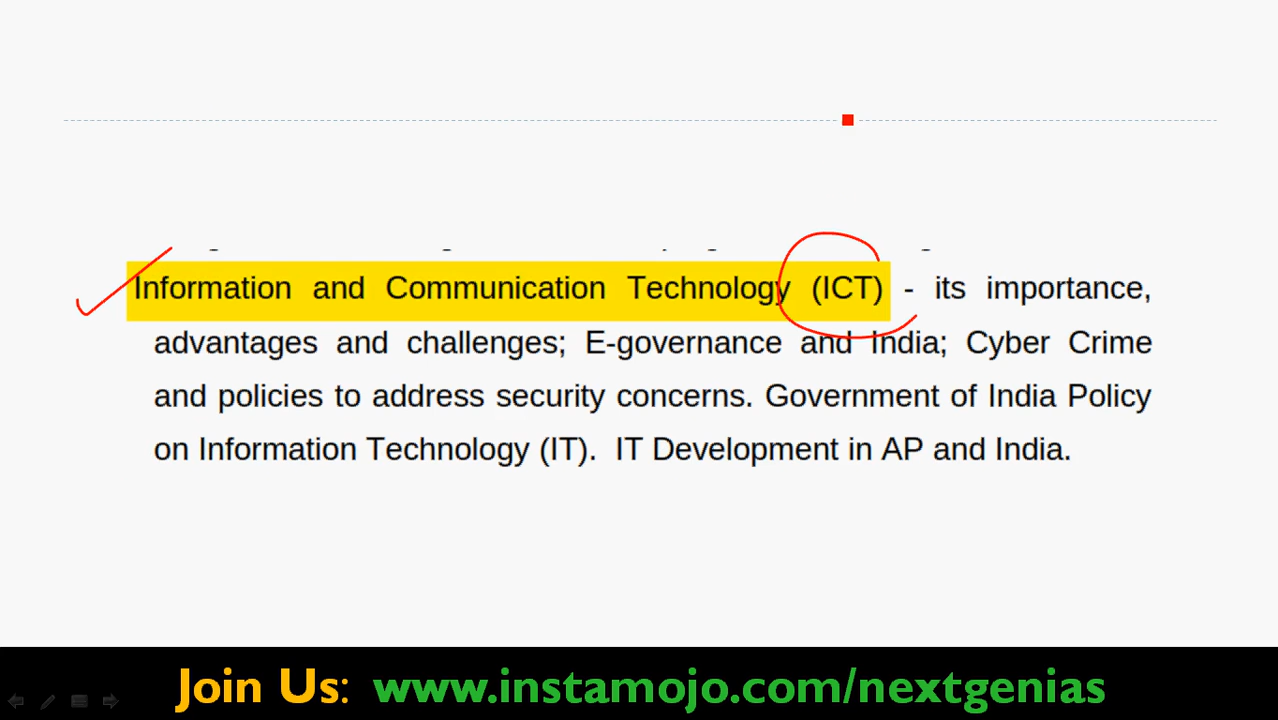 Information and Communication Technology (ICT) - its importance,
advantages and challenges; E-governance and India; Cyber Crime
and policies to address security concerns. Government of India Policy
on Information Technology (IT). IT Development in AP and India.
Join Us: www.instamojo.com/nextgenias